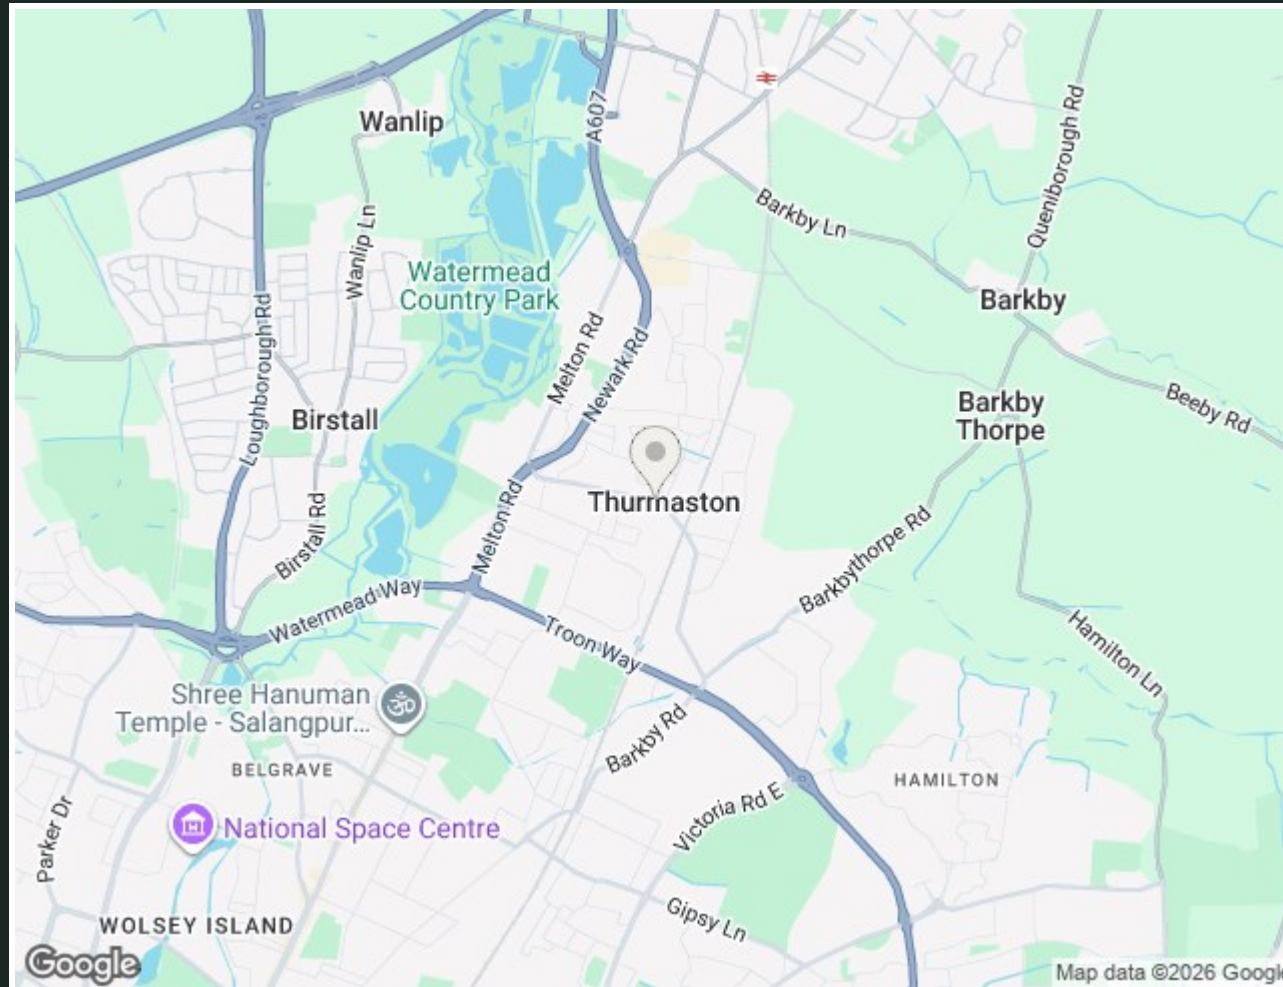 A607
Wanlip
Queniborough Rd
Barkby Ln
Wanlip Ln
Watermead
Country Park
Barkby
Loughborough Rd
Melton Rd
Newark Rd
Birstall
Barkby
Thorpe
Beeby Rd
Thurmaston
Melton Rd
Birstall Rd
Barkbythorpe Rd
Watermead Way
Troon Way
Hamilton Ln
Shree Hanuman
Temple - Salangpur...
Barkby Rd
BELGRAVE
HAMILTON
Victoria Rd E
Parker Dr
National Space Centre
Gipsy Ln
WOLSEY ISLAND
Google
Map data ©2026 Google